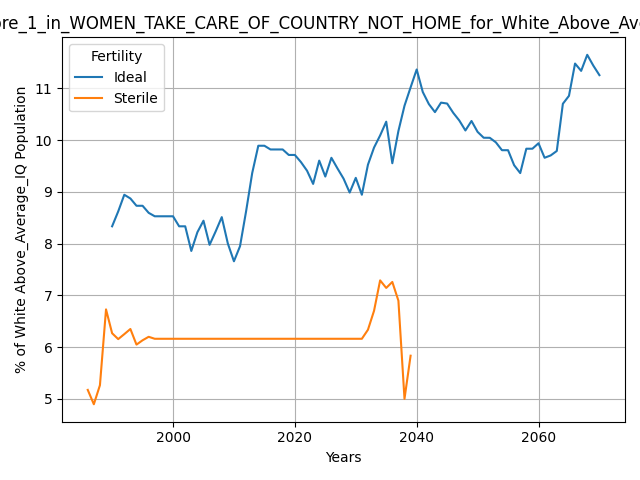 ore_1_in_WOMEN_TAKE_CARE_OF_COUNTRY_NOT_HOME_for_White_Above_Ave
Fertility
Ideal
Sterile
% of White Above_Average_IQ Population
11
10
9
8
7
6
5
2000 2020 2040 2060
Years